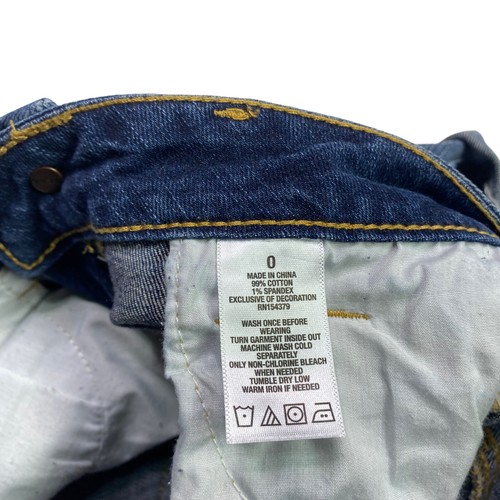 0
MADE IN CHINA
99% COTTON
1% SPANDEX
EXCLUSIVE OF DECORATION
RN154379
WASH ONCE BEFORE
WEARING
TURN GARMENT INSIDE OUT
MACHINE WASH COLD
SEPARATELY
ONLY NON-CHLORINE BLEACH
WHEN NEEDED
TUMBLE DRY LOW
WARM IRON IF NEEDED